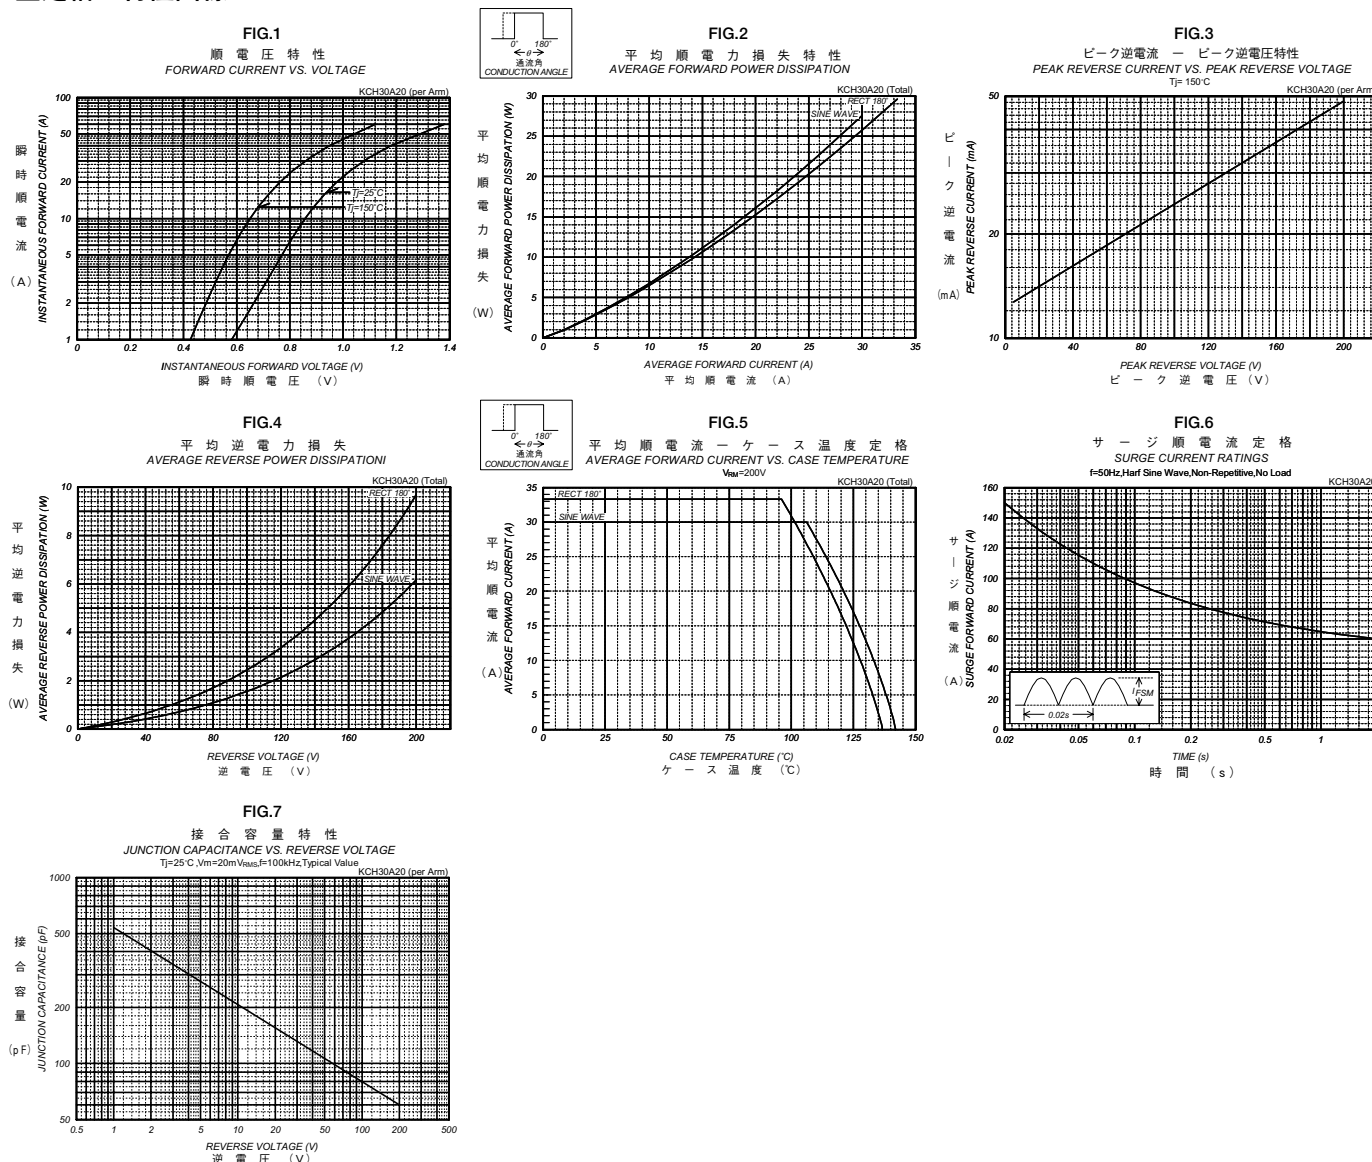 FIG.1
順電圧特性
FORWARD CURRENT VS. VOLTAGE
KCH30A20 (per Arm)
瞬時順電流 (A)
INSTANTANEOUS FORWARD CURRENT (A)
100
50
20
10
5
2
1
Tj=25°C
Tj=150°C
0 0.2 0.4 0.6 0.8 1.0 1.2 1.4
INSTANTANEOUS FORWARD VOLTAGE (V)
瞬時順電圧 (V)
0° 180°
θ
通流角
CONDUCTION ANGLE
FIG.2
平均順電力損失特性
AVERAGE FORWARD POWER DISSIPATION
KCH30A20 (Total)
平均順電力損失 (W)
AVERAGE FORWARD POWER DISSIPATION (W)
30
25
20
15
10
5
0
RECT 180°
SINE WAVE
0 5 10 15 20 25 30 35
AVERAGE FORWARD CURRENT (A)
平均順電流 (A)
FIG.3
ピーク逆電流 ー ピーク逆電圧特性
PEAK REVERSE CURRENT VS. PEAK REVERSE VOLTAGE
Tj= 150°C
KCH30A20 (per Arm
ピーク逆電流 (mA)
PEAK REVERSE CURRENT (mA)
50
20
10
0 40 80 120 160 200
PEAK REVERSE VOLTAGE (V)
ピーク逆電圧 (V)
FIG.4
平均逆電力損失
AVERAGE REVERSE POWER DISSIPATIONI
KCH30A20 (Total)
平均逆電力損失 (W)
AVERAGE REVERSE POWER DISSIPATION (W)
10
8
6
4
2
0
RECT 180°
SINE WAVE
0 40 80 120 160 200
REVERSE VOLTAGE (V)
逆電圧 (V)
0° 180°
θ
通流角
CONDUCTION ANGLE
FIG.5
平均順電流ーケース温度定格
AVERAGE FORWARD CURRENT VS. CASE TEMPERATURE
VRM=200V
KCH30A20 (Total)
平均順電流 (A)
AVERAGE FORWARD CURRENT (A)
35
30
25
20
15
10
5
0
RECT 180°
SINE WAVE
0 25 50 75 100 125 150
CASE TEMPERATURE (°C)
ケース温度 (℃)
FIG.6
サージ順電流定格
SURGE CURRENT RATINGS
f=50Hz,Harf Sine Wave,Non-Repetitive,No Load
KCH30A20
サージ順電流 (A)
SURGE FORWARD CURRENT (A)
160
140
120
100
80
60
40
20
0
IFSM
0.02s
0.02 0.05 0.1 0.2 0.5 1
TIME (s)
時間 (s)
FIG.7
接合容量特性
JUNCTION CAPACITANCE VS. REVERSE VOLTAGE
Tj=25°C,Vm=20mVRMS,f=100kHz,Typical Value
KCH30A20 (per Arm)
接合容量 (pF)
JUNCTION CAPACITANCE (pF)
1000
500
200
100
50
0.5 1 2 5 10 20 50 100 200 500
REVERSE VOLTAGE (V)
逆電圧 (V)